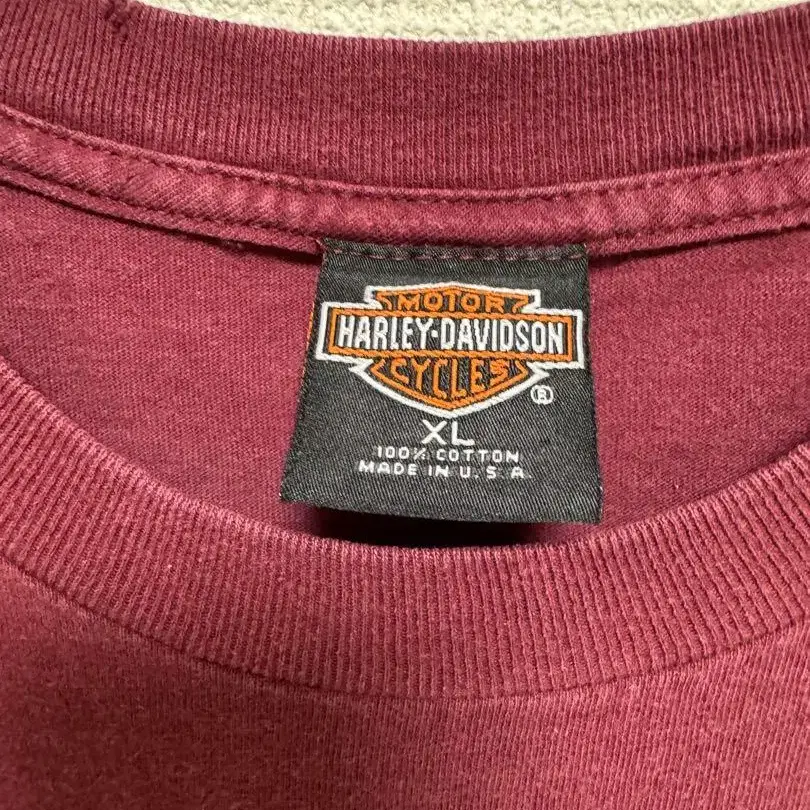 MOTOR
HARLEY-DAVIDSON
CYCLES
®
XL
100% COTTON
MADE IN U.S.A.